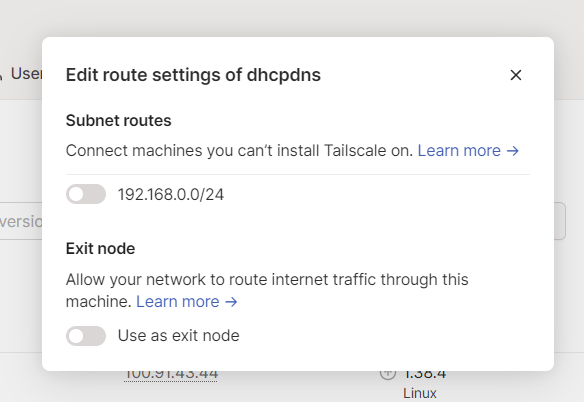 User
Edit route settings of dhcpdns
Subnet routes
Connect machines you can't install Tailscale on. Learn more →
192.168.0.0/24
versio
Exit node
Allow your network to route internet traffic through this
machine. Learn more →
Use as exit node
100.91.43.44
1.38.4
Linux